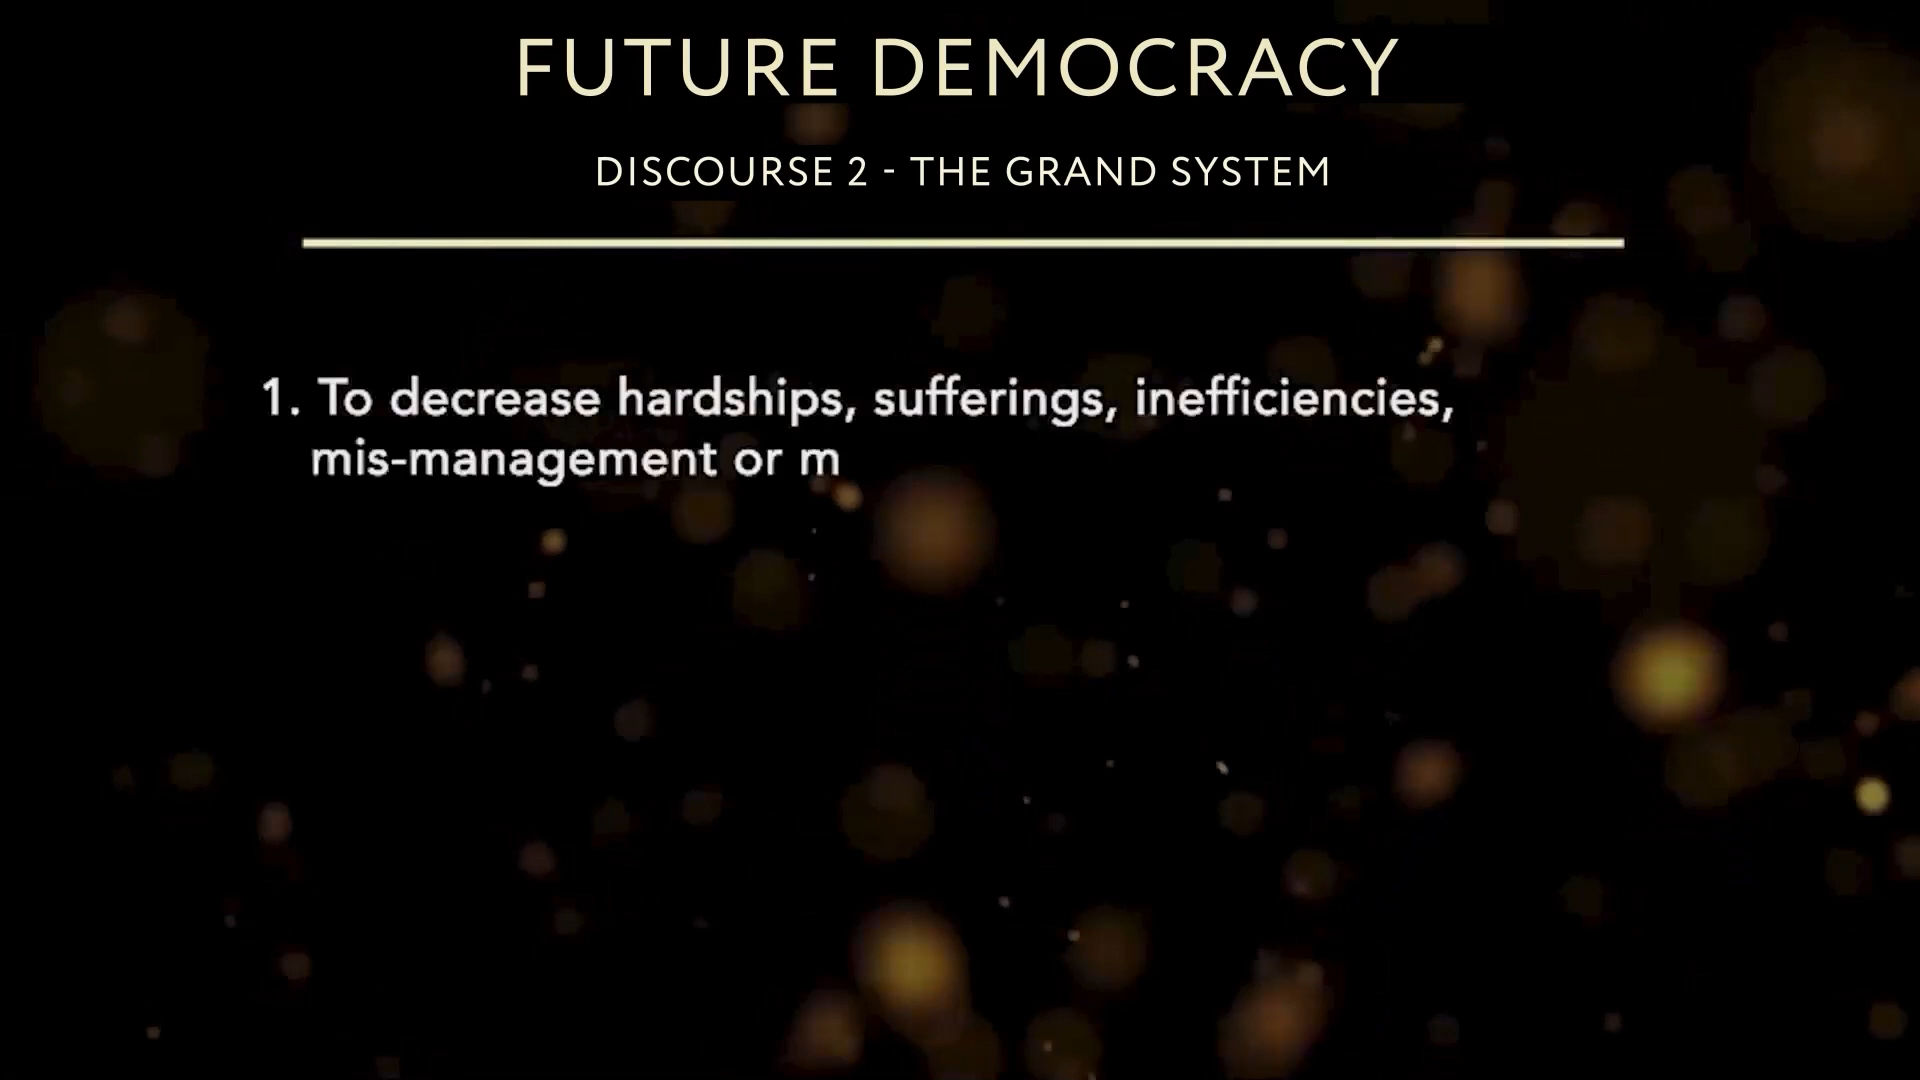 FUTURE DEMOCRACY
DISCOURSE 2 - THE GRAND SYSTEM
1. To decrease hardships, sufferings, inefficiencies,
mis-management or m